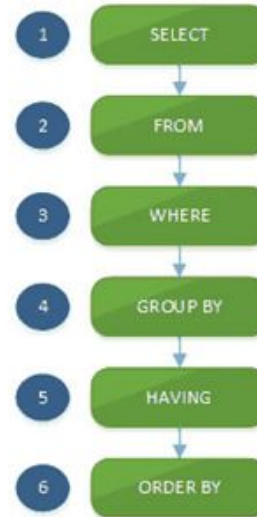 1 SELECT
2 FROM
3 WHERE
4 GROUP BY
5 HAVING
6 ORDER BY